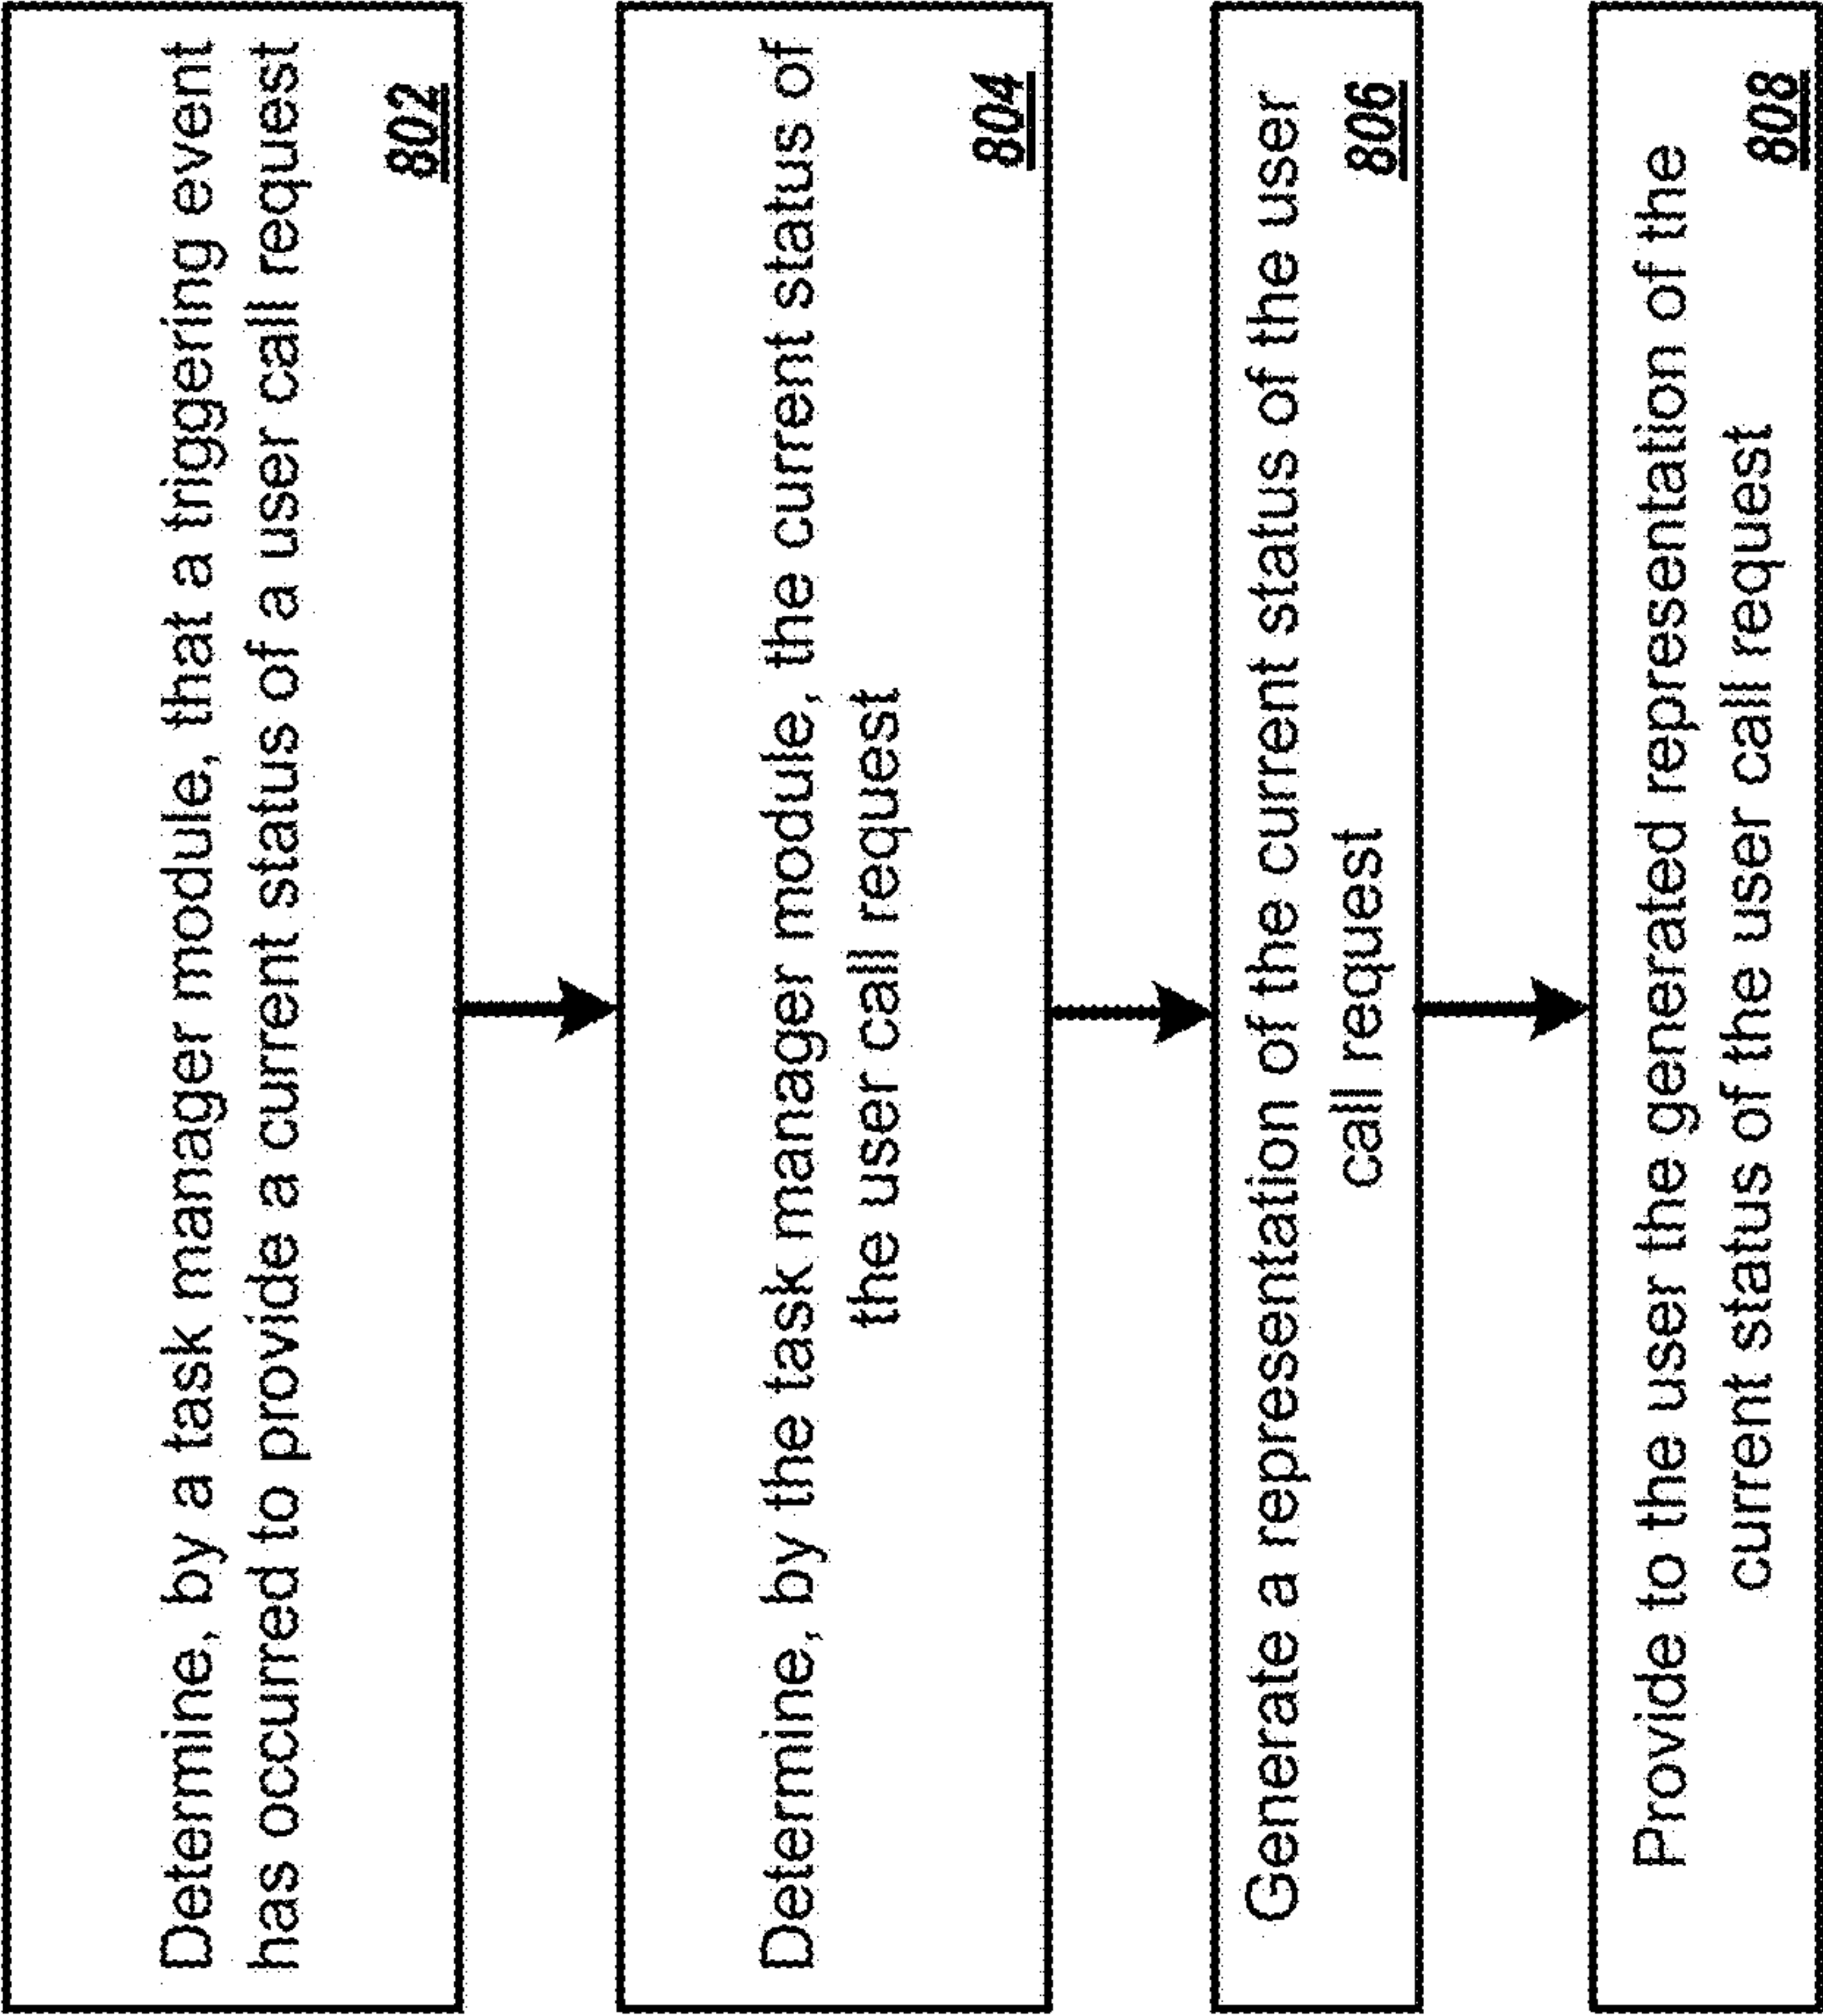 Determine, by a task manager module, that a triggering event
has occurred to provide a current status of a user call request
802
Determine, by the task manager module, the current status of
the user call request
804
Generate a representation of the current status of the user
call request
806
Provide to the user the generated representation of the
current status of the user call request
808